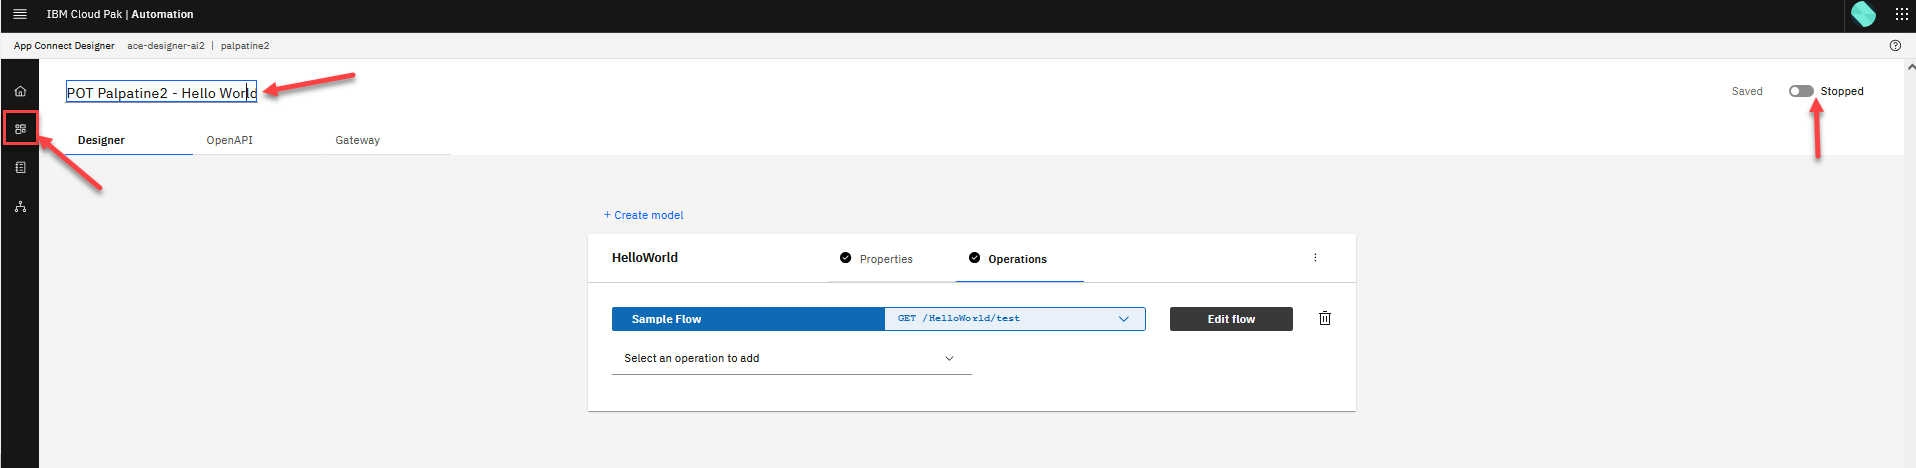 IBM Cloud Pak | Automation
App Connect Designer ace-designer-ai2 | palpatine2
POT Palpatine2 - Hello World
Saved Stopped
Designer OpenAPI Gateway
+ Create model
HelloWorld Properties Operations
Sample Flow GET /HelloWorld/test Edit flow
Select an operation to add